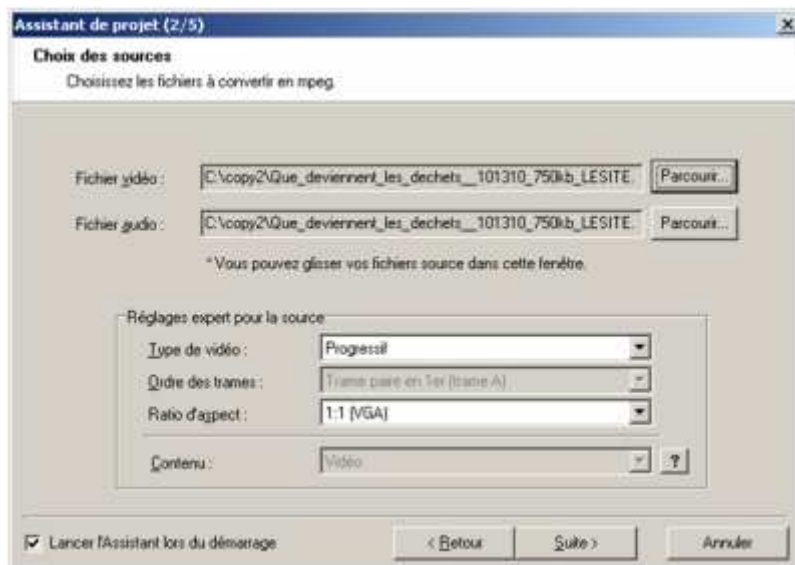 Assistant de projet (2/5)
Choix des sources
Choisissez les fichiers à convertir en mpeg.
Fichier vidéo : C:\copy2\Que_deviennent_les_dechets__101310_750kb_LESITE. Parcourir...
Fichier audio : C:\copy2\Que_deviennent_les_dechets__101310_750kb_LESITE. Parcourir...
* Vous pouvez glisser vos fichiers source dans cette fenêtre.
Réglages expert pour la source
Type de vidéo : Progressif
Ordre des trames : Trame paire en 1er (trame A)
Ratio d'aspect : 1:1 (VGA)
Contenu : Vidéo ?
Lancer l'Assistant lors du démarrage < Retour Suite > Annuler